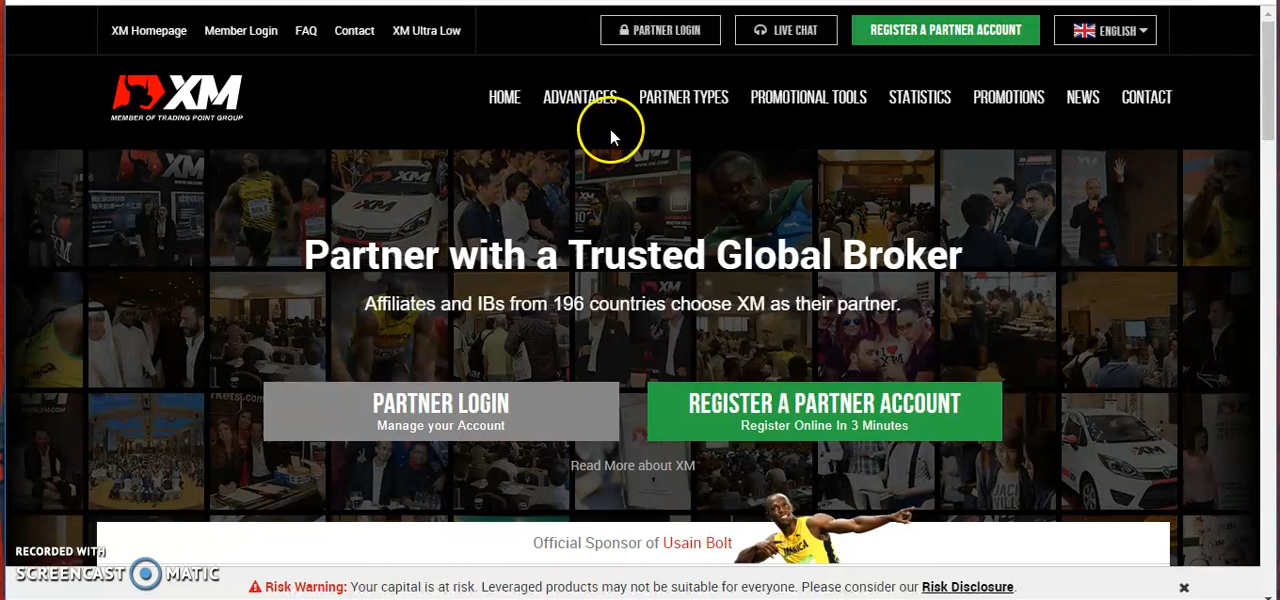 XM Homepage Member Login FAQ Contact XM Ultra Low PARTNER LOGIN LIVE CHAT REGISTER A PARTNER ACCOUNT ENGLISH
XM
MEMBER OF TRADING POINT GROUP
HOME ADVANTAGES PARTNER TYPES PROMOTIONAL TOOLS STATISTICS PROMOTIONS NEWS CONTACT
XM
XM
BOLT
XM
Partner with a Trusted Global Broker
Affiliates and IBs from 196 countries choose XM as their partner.
PARTNER LOGIN
Manage your Account
REGISTER A PARTNER ACCOUNT
Register Online In 3 Minutes
Read More about XM
Official Sponsor of Usain Bolt
JAMAICA
RECORDED WITH
SCREENCAST MATIC
Risk Warning: Your capital is at risk. Leveraged products may not be suitable for everyone. Please consider our Risk Disclosure.